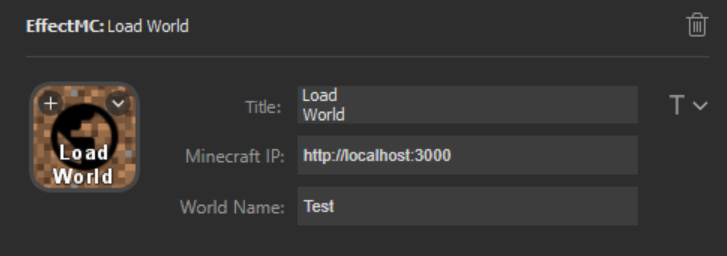 EffectMC: Load World
Load
World
Title:
Load
World
T
Minecraft IP:
http://localhost:3000
World Name:
Test